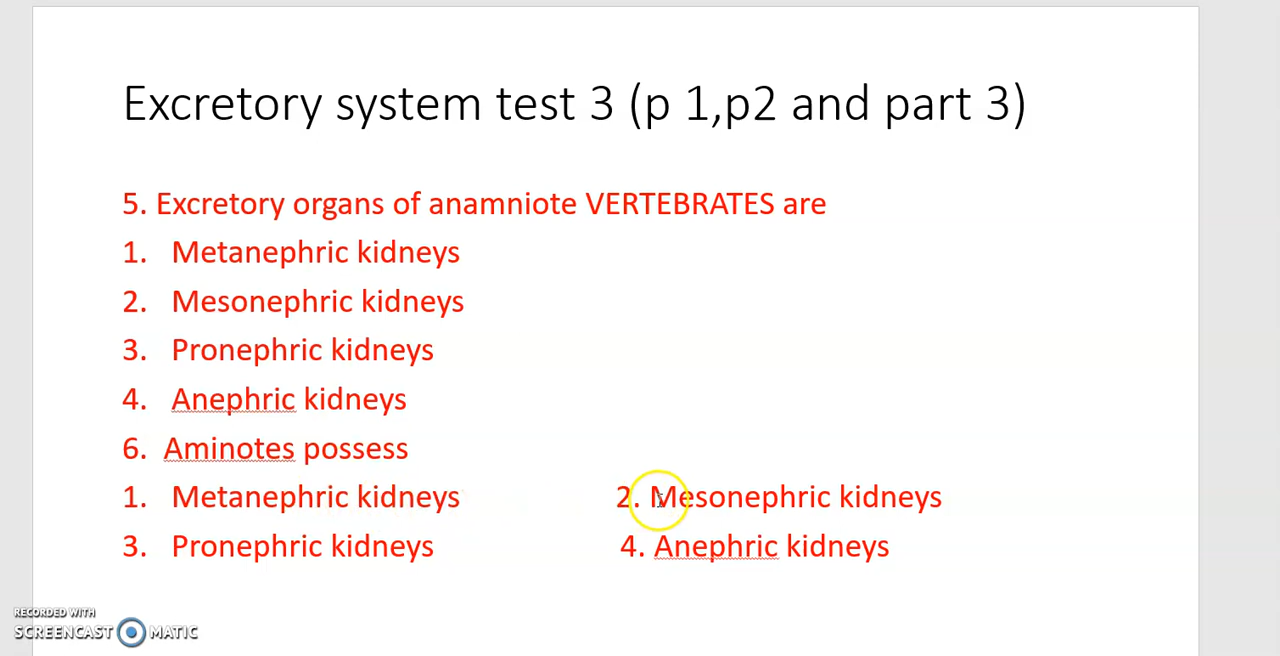 Excretory system test 3 (p 1,p2 and part 3)
5. Excretory organs of anamniote VERTEBRATES are
1. Metanephric kidneys
2. Mesonephric kidneys
3. Pronephric kidneys
4. Anephric kidneys
6. Aminotes possess
1. Metanephric kidneys 2. Mesonephric kidneys
3. Pronephric kidneys 4. Anephric kidneys
RECORDED WITH
SCREENCAST MATIC